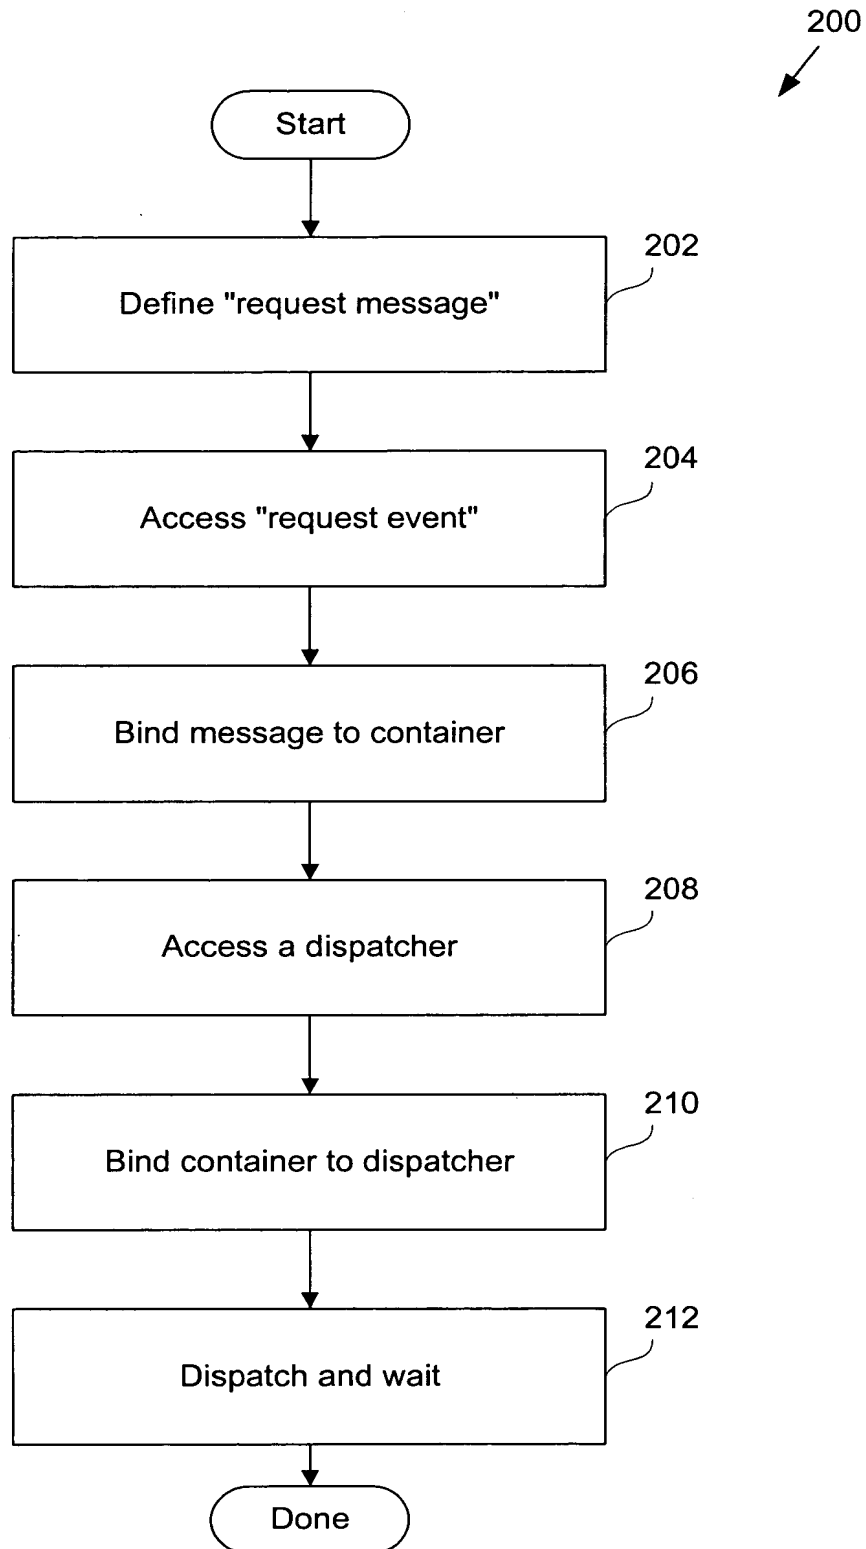 200
Start
202
Define "request message"
204
Access "request event"
206
Bind message to container
208
Access a dispatcher
210
Bind container to dispatcher
212
Dispatch and wait
Done